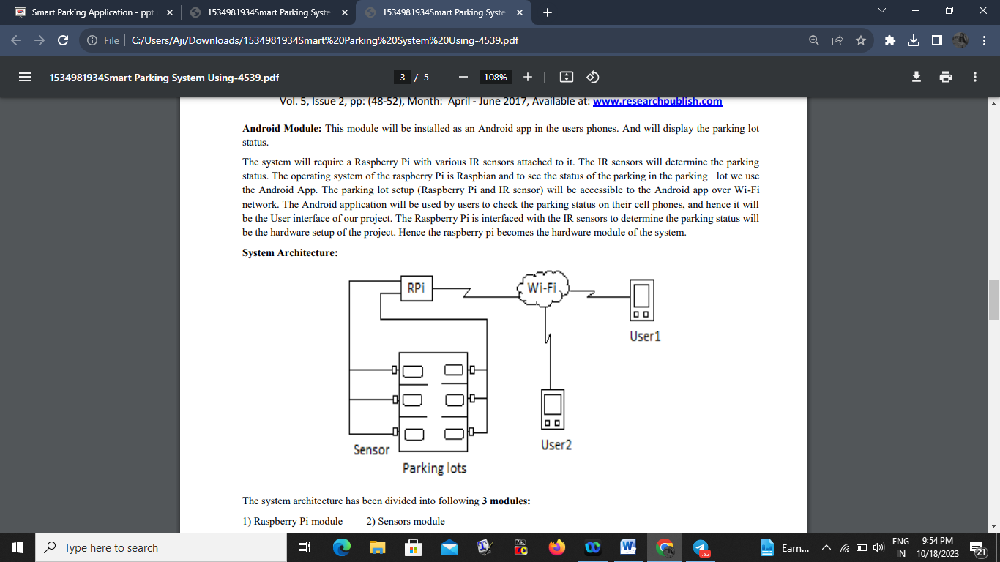 Smart Parking Application - ppt
1534981934Smart Parking Syste
1534981934Smart Parking Syste
File
C:/Users/Aji/Downloads/1534981934Smart%20Parking%20System%20Using-4539.pdf
1534981934Smart Parking System Using-4539.pdf
3 / 5
108%
Vol. 5, Issue 2, pp: (48-52), Month: April - June 2017, Available at: www.researchpublish.com
Android Module: This module will be installed as an Android app in the users phones. And will display the parking lot
status.
The system will require a Raspberry Pi with various IR sensors attached to it. The IR sensors will determine the parking
status. The operating system of the raspberry Pi is Raspbian and to see the status of the parking in the parking lot we use
the Android App. The parking lot setup (Raspberry Pi and IR sensor) will be accessible to the Android app over Wi-Fi
network. The Android application will be used by users to check the parking status on their cell phones, and hence it will
be the User interface of our project. The Raspberry Pi is interfaced with the IR sensors to determine the parking status will
be the hardware setup of the project. Hence the raspberry pi becomes the hardware module of the system.
System Architecture:
RPi
Wi-Fi
User1
User2
Sensor
Parking lots
The system architecture has been divided into following 3 modules:
1) Raspberry Pi module 2) Sensors module
Type here to search
52
Earn...
ENG
IN
9:54 PM
10/18/2023
21